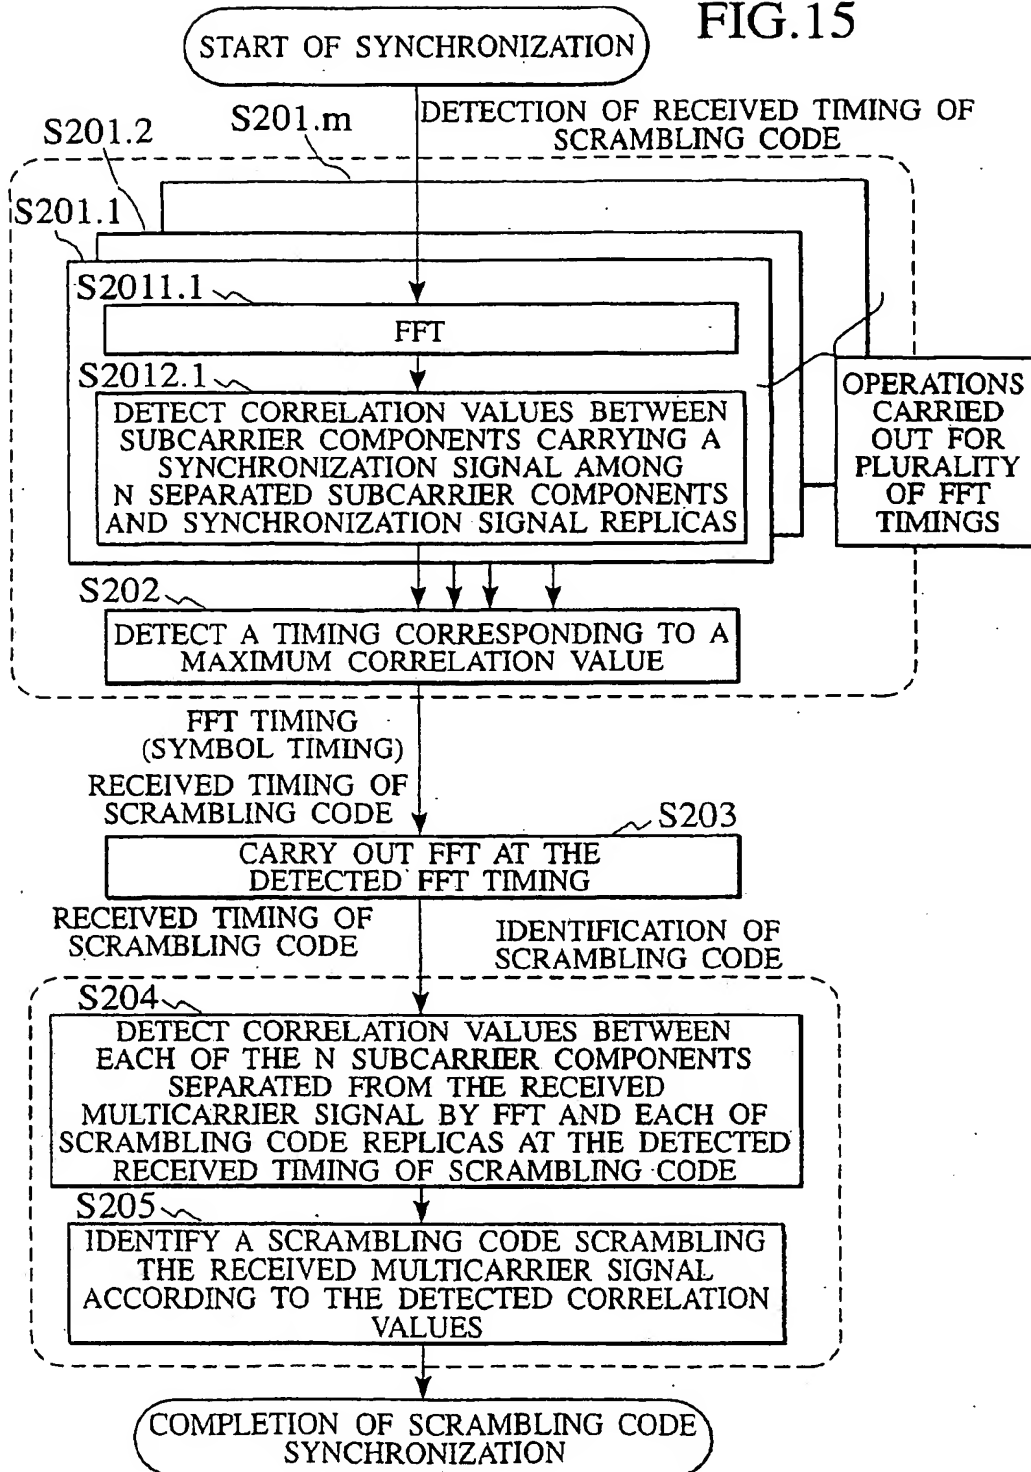 FIG.15
START OF SYNCHRONIZATION
DETECTION OF RECEIVED TIMING OF
SCRAMBLING CODE
S201.m
S201.2
S201.1
S2011.1
FFT
S2012.1
DETECT CORRELATION VALUES BETWEEN
SUBCARRIER COMPONENTS CARRYING A
SYNCHRONIZATION SIGNAL AMONG
N SEPARATED SUBCARRIER COMPONENTS
AND SYNCHRONIZATION SIGNAL REPLICAS
OPERATIONS
CARRIED
OUT FOR
PLURALITY
OF FFT
TIMINGS
S202
DETECT A TIMING CORRESPONDING TO A
MAXIMUM CORRELATION VALUE
FFT TIMING
(SYMBOL TIMING)
RECEIVED TIMING OF
SCRAMBLING CODE
S203
CARRY OUT FFT AT THE
DETECTED FFT TIMING
RECEIVED TIMING OF
SCRAMBLING CODE
IDENTIFICATION OF
SCRAMBLING CODE
S204
DETECT CORRELATION VALUES BETWEEN
EACH OF THE N SUBCARRIER COMPONENTS
SEPARATED FROM THE RECEIVED
MULTICARRIER SIGNAL BY FFT AND EACH OF
SCRAMBLING CODE REPLICAS AT THE DETECTED
RECEIVED TIMING OF SCRAMBLING CODE
S205
IDENTIFY A SCRAMBLING CODE SCRAMBLING
THE RECEIVED MULTICARRIER SIGNAL
ACCORDING TO THE DETECTED CORRELATION
VALUES
COMPLETION OF SCRAMBLING CODE
SYNCHRONIZATION